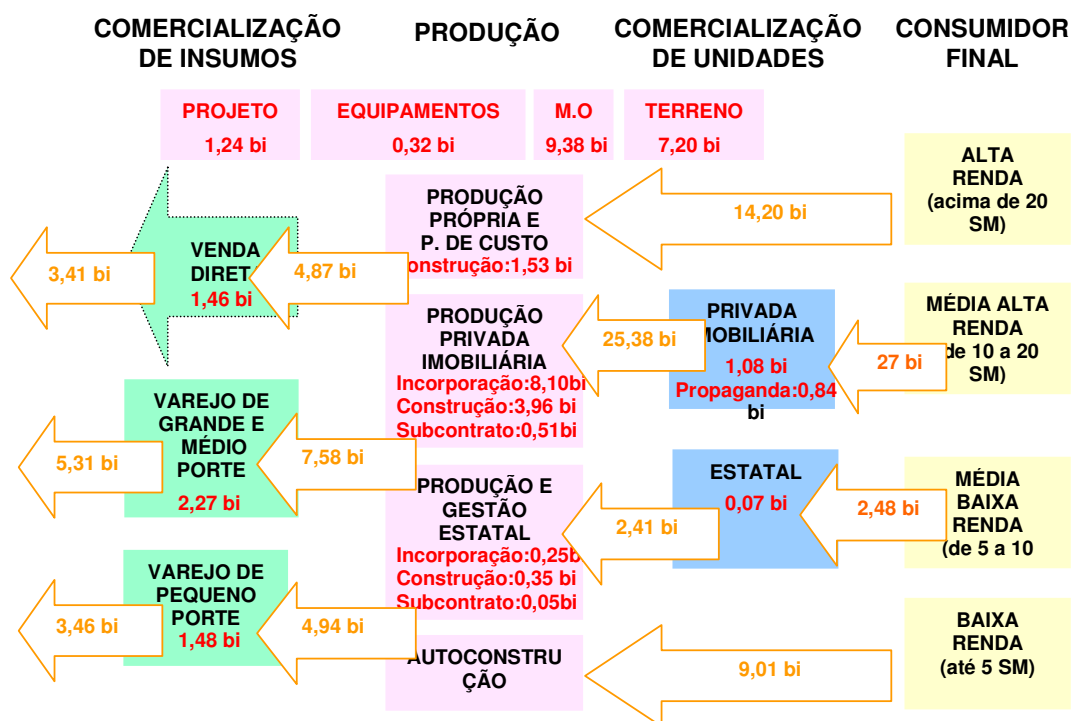 COMERCIALIZAÇÃO
DE INSUMOS
PRODUÇÃO
COMERCIALIZAÇÃO
DE UNIDADES
CONSUMIDOR
FINAL
PROJETO
1,24 bi
EQUIPAMENTOS
0,32 bi
M.O
9,38 bi
TERRENO
7,20 bi
ALTA
RENDA
(acima de 20
SM)
14,20 bi
PRODUÇÃO
PRÓPRIA E
P. DE CUSTO
onstrução:1,53 bi
4,87 bi
VENDA
DIRET
1,46 bi
3,41 bi
MÉDIA ALTA
RENDA
de 10 a 20
SM)
27 bi
PRIVADA
MOBILIÁRIA
1,08 bi
Propaganda:0,84
bi
25,38 bi
PRODUÇÃO
PRIVADA
IMOBILIÁRIA
Incorporação:8,10bi
Construção:3,96 bi
Subcontrato:0,51bi
7,58 bi
VAREJO DE
GRANDE E
MÉDIO
PORTE
2,27 bi
5,31 bi
MÉDIA
BAIXA
RENDA
(de 5 a 10
2,48 bi
ESTATAL
0,07 bi
2,41 bi
PRODUÇÃO E
GESTÃO
ESTATAL
Incorporação:0,25b
Construção:0,35 bi
Subcontrato:0,05bi
4,94 bi
VAREJO DE
PEQUENO
PORTE
1,48 bi
3,46 bi
BAIXA
RENDA
(até 5 SM)
9,01 bi
AUTOCONSTRU
ÇÃO